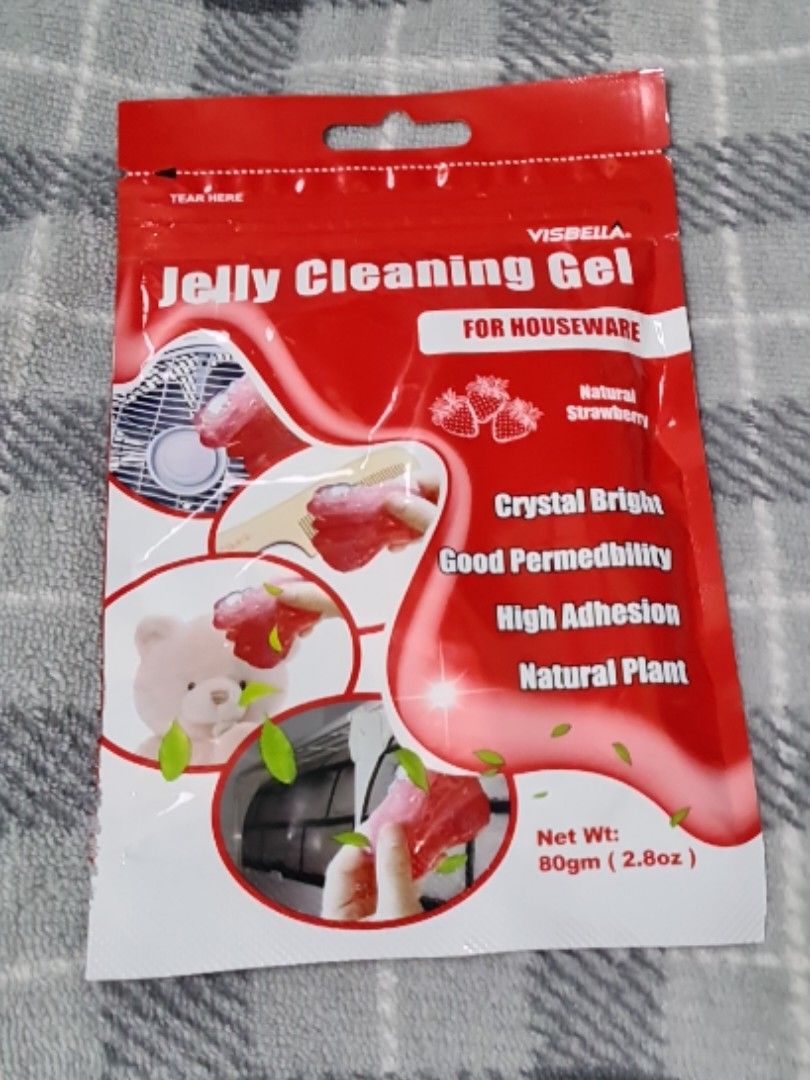 TEAR HERE
VISBELLA®
Jelly Cleaning Gel
FOR HOUSEWARE
Natural
Strawberry
Crystal Bright
Good Permedbility
High Adhesion
Natural Plant
Net Wt:
80gm ( 2.8oz )